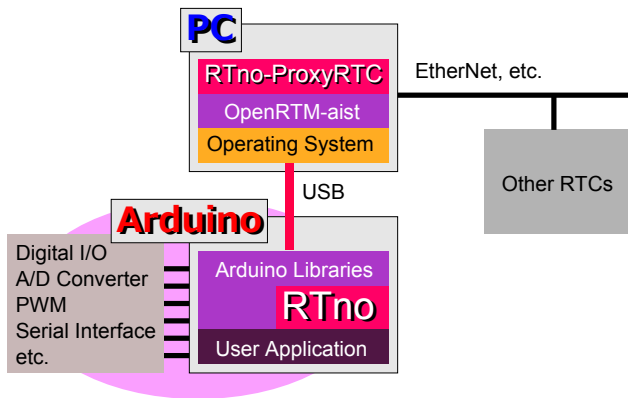 PC
RTno-ProxyRTC
OpenRTM-aist
Operating System
EtherNet, etc.
Other RTCs
USB
Arduino
Digital I/O
A/D Converter
PWM
Serial Interface
etc.
Arduino Libraries
RTno
User Application